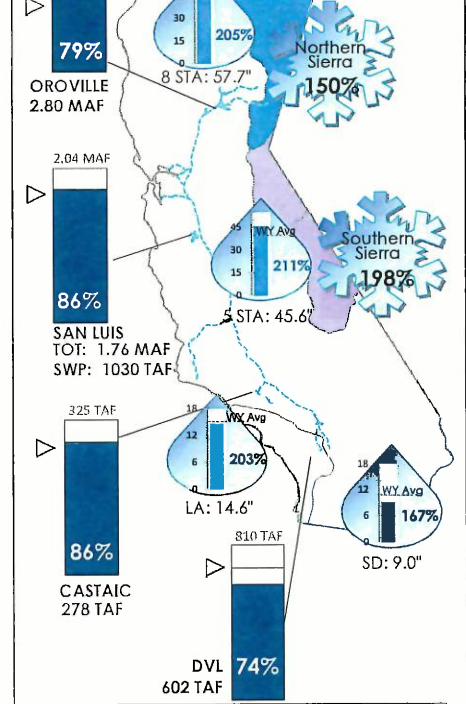 30
15
0
205%
8 STA: 57.7"
79%
OROVILLE
2.80 MAF
Northern
Sierra
150%
2.04 MAF
86%
SAN LUIS
TOT: 1.76 MAF
SWP: 1030 TAF
45
30
15
0
WY Avg
211%
5 STA: 45.6"
Southern
Sierra
198%
325 TAF
86%
CASTAIC
278 TAF
18
12
6
0
WY Avg
203%
LA: 14.6"
18
12
6
0
WY Avg
167%
SD: 9.0"
810 TAF
74%
DVL
602 TAF